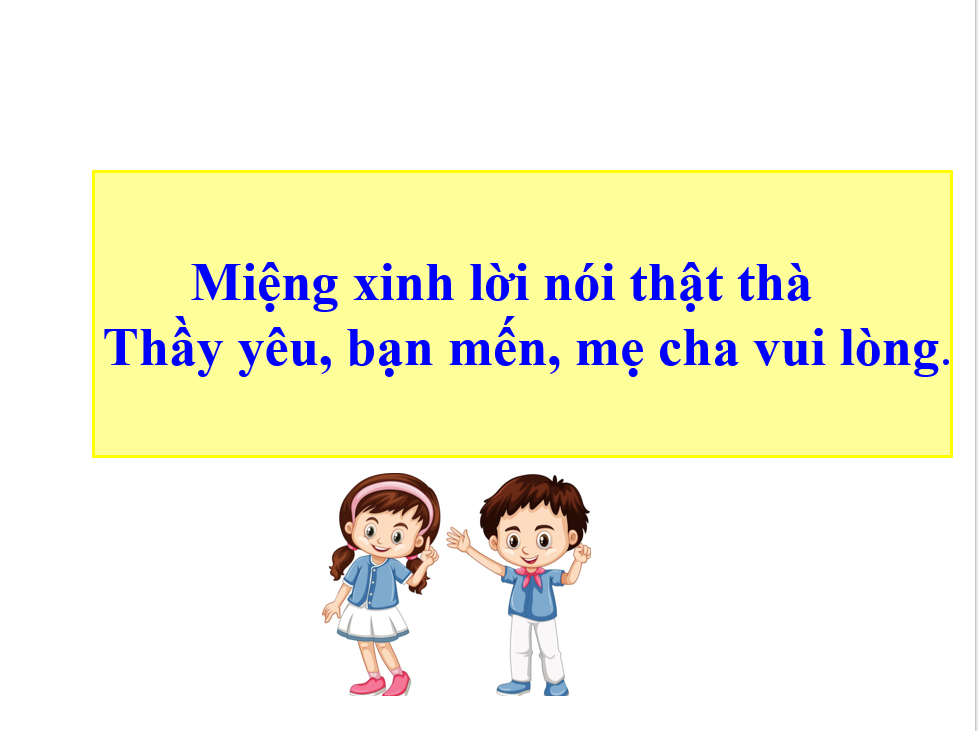 Miệng xinh lời nói thật thà
Thầy yêu, bạn mến, mẹ cha vui lòng.